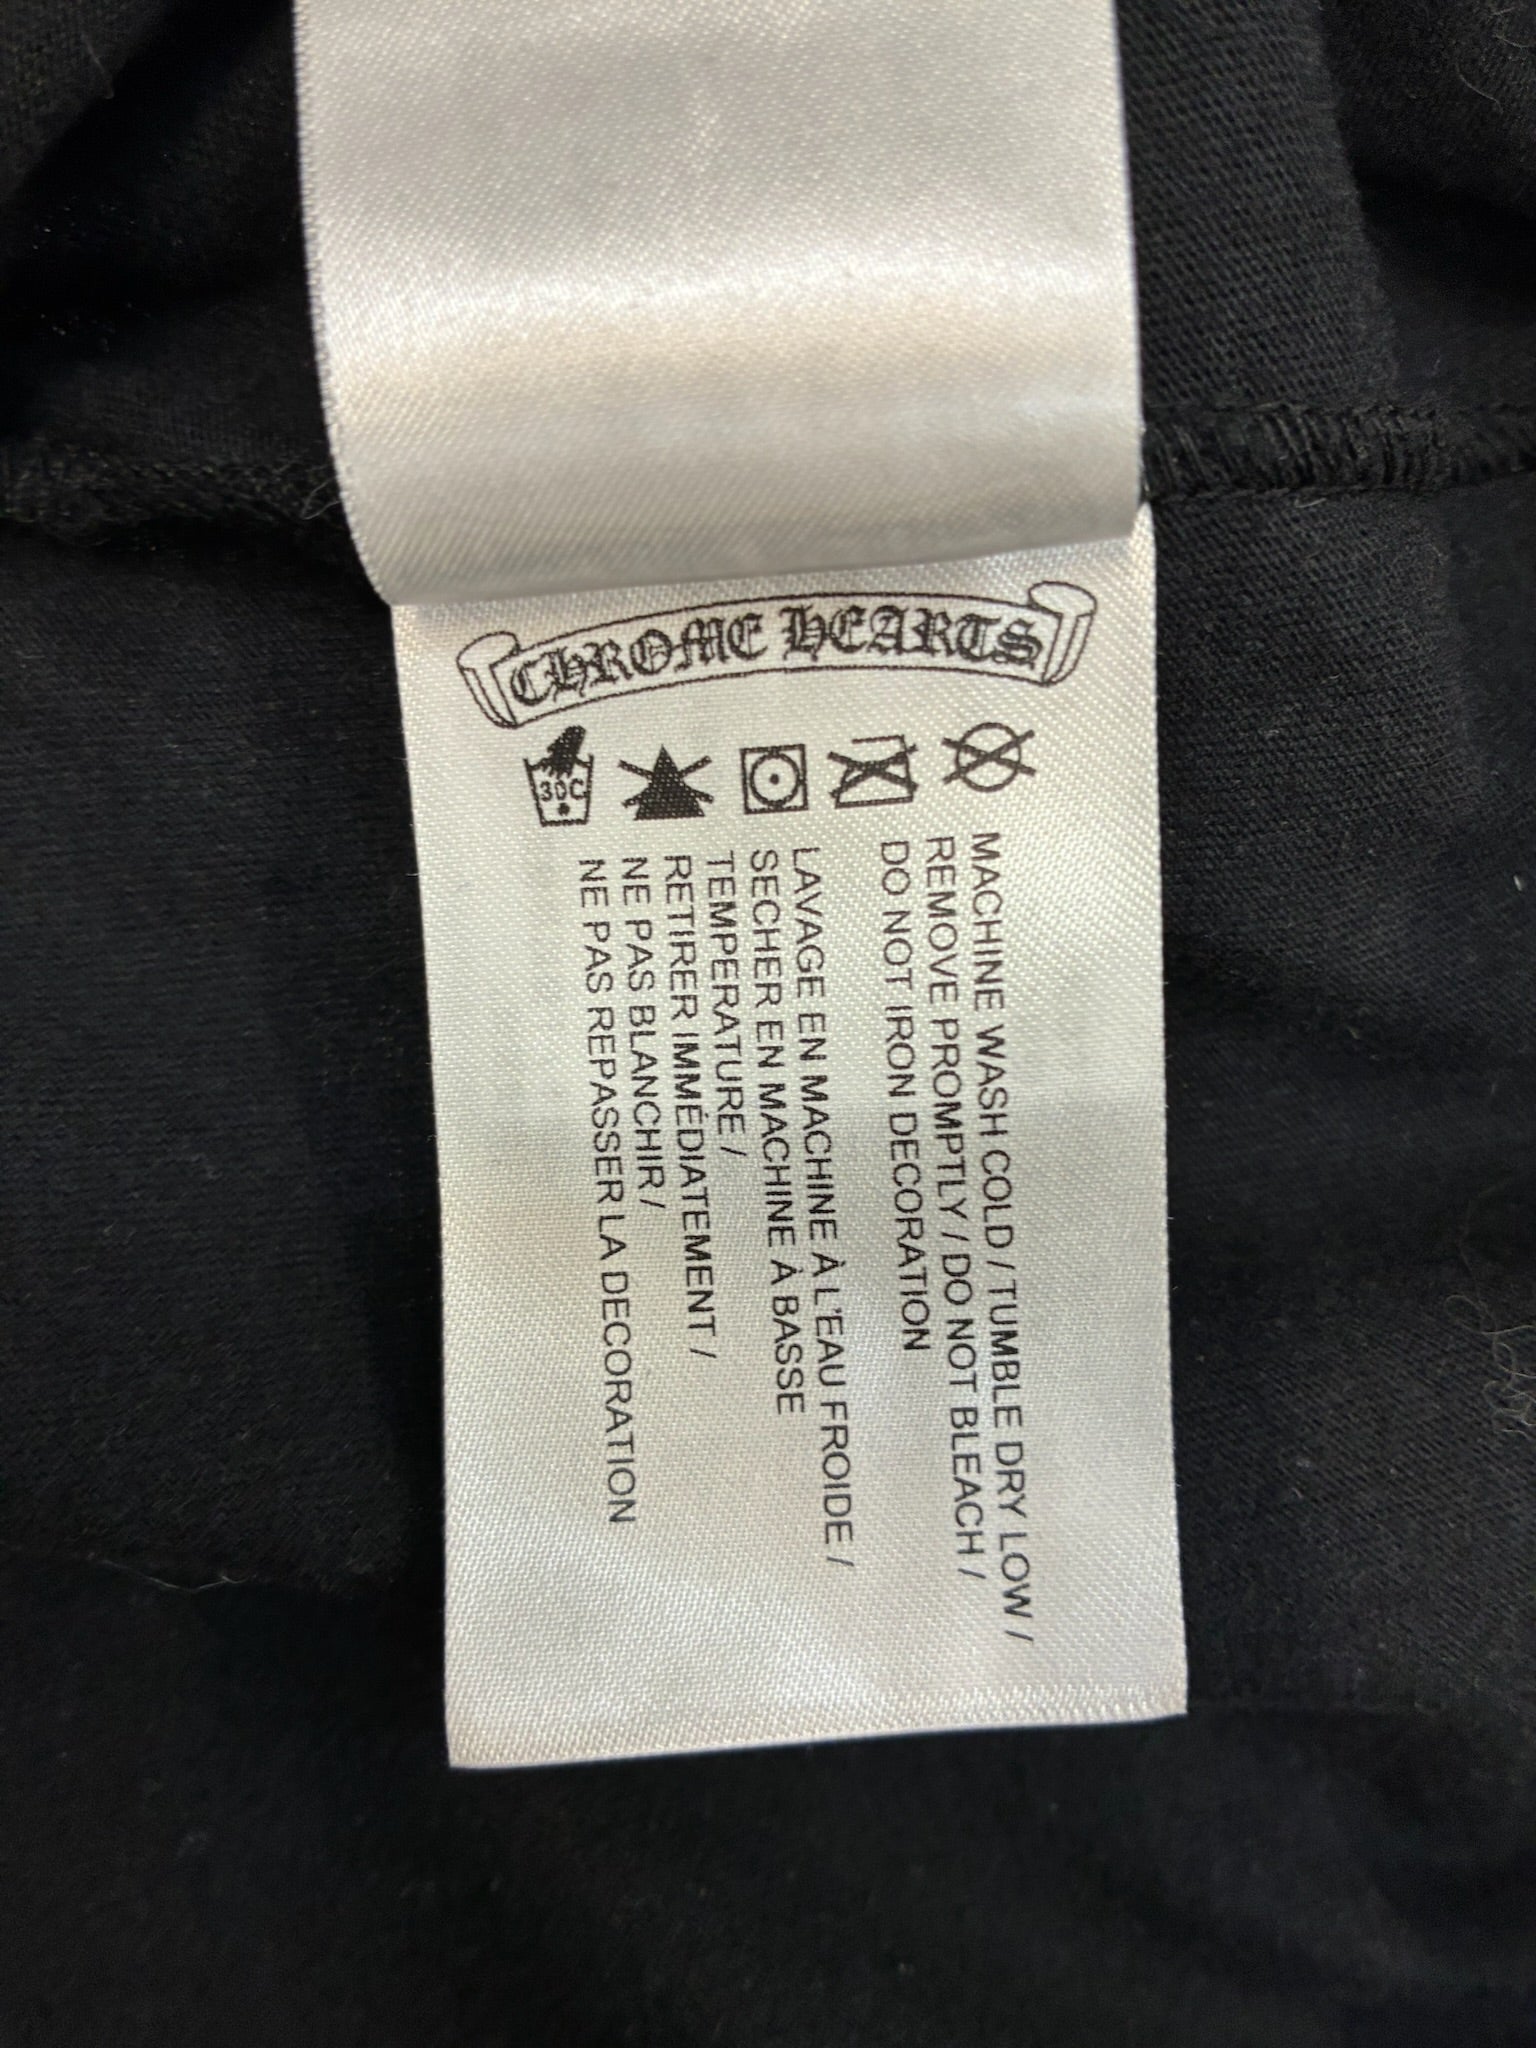 CHROME HEARTS
30C
MACHINE WASH COLD / TUMBLE DRY LOW /
REMOVE PROMPTLY / DO NOT BLEACH /
DO NOT IRON DECORATION
LAVAGE EN MACHINE À L'EAU FROIDE /
SECHER EN MACHINE À BASSE
TEMPERATURE /
RETIRER IMMÉDIATEMENT /
NE PAS BLANCHIR /
NE PAS REPASSER LA DECORATION